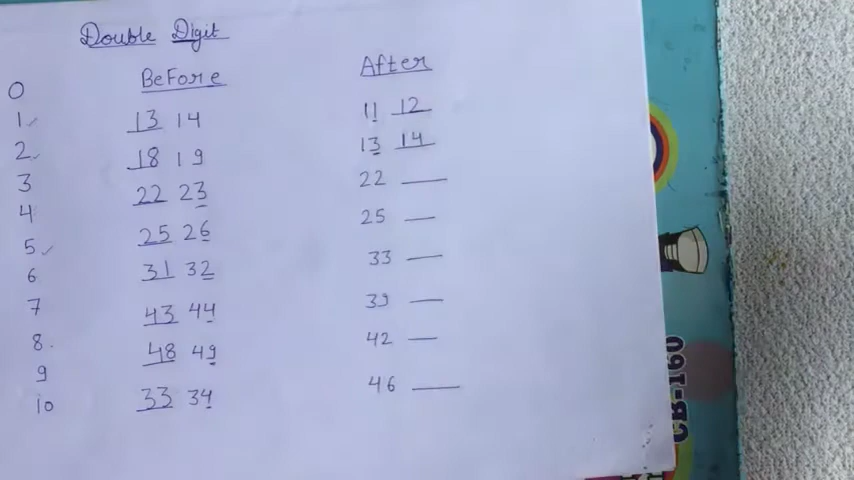 Double Digit
Before After
0
1 13 14 11 12
2 18 19 13 14
3 22 23 22
4 25 26 25
5 31 32 33
6 43 44 39
7 48 49 42
8. 33 34 46
9
10
CR-160